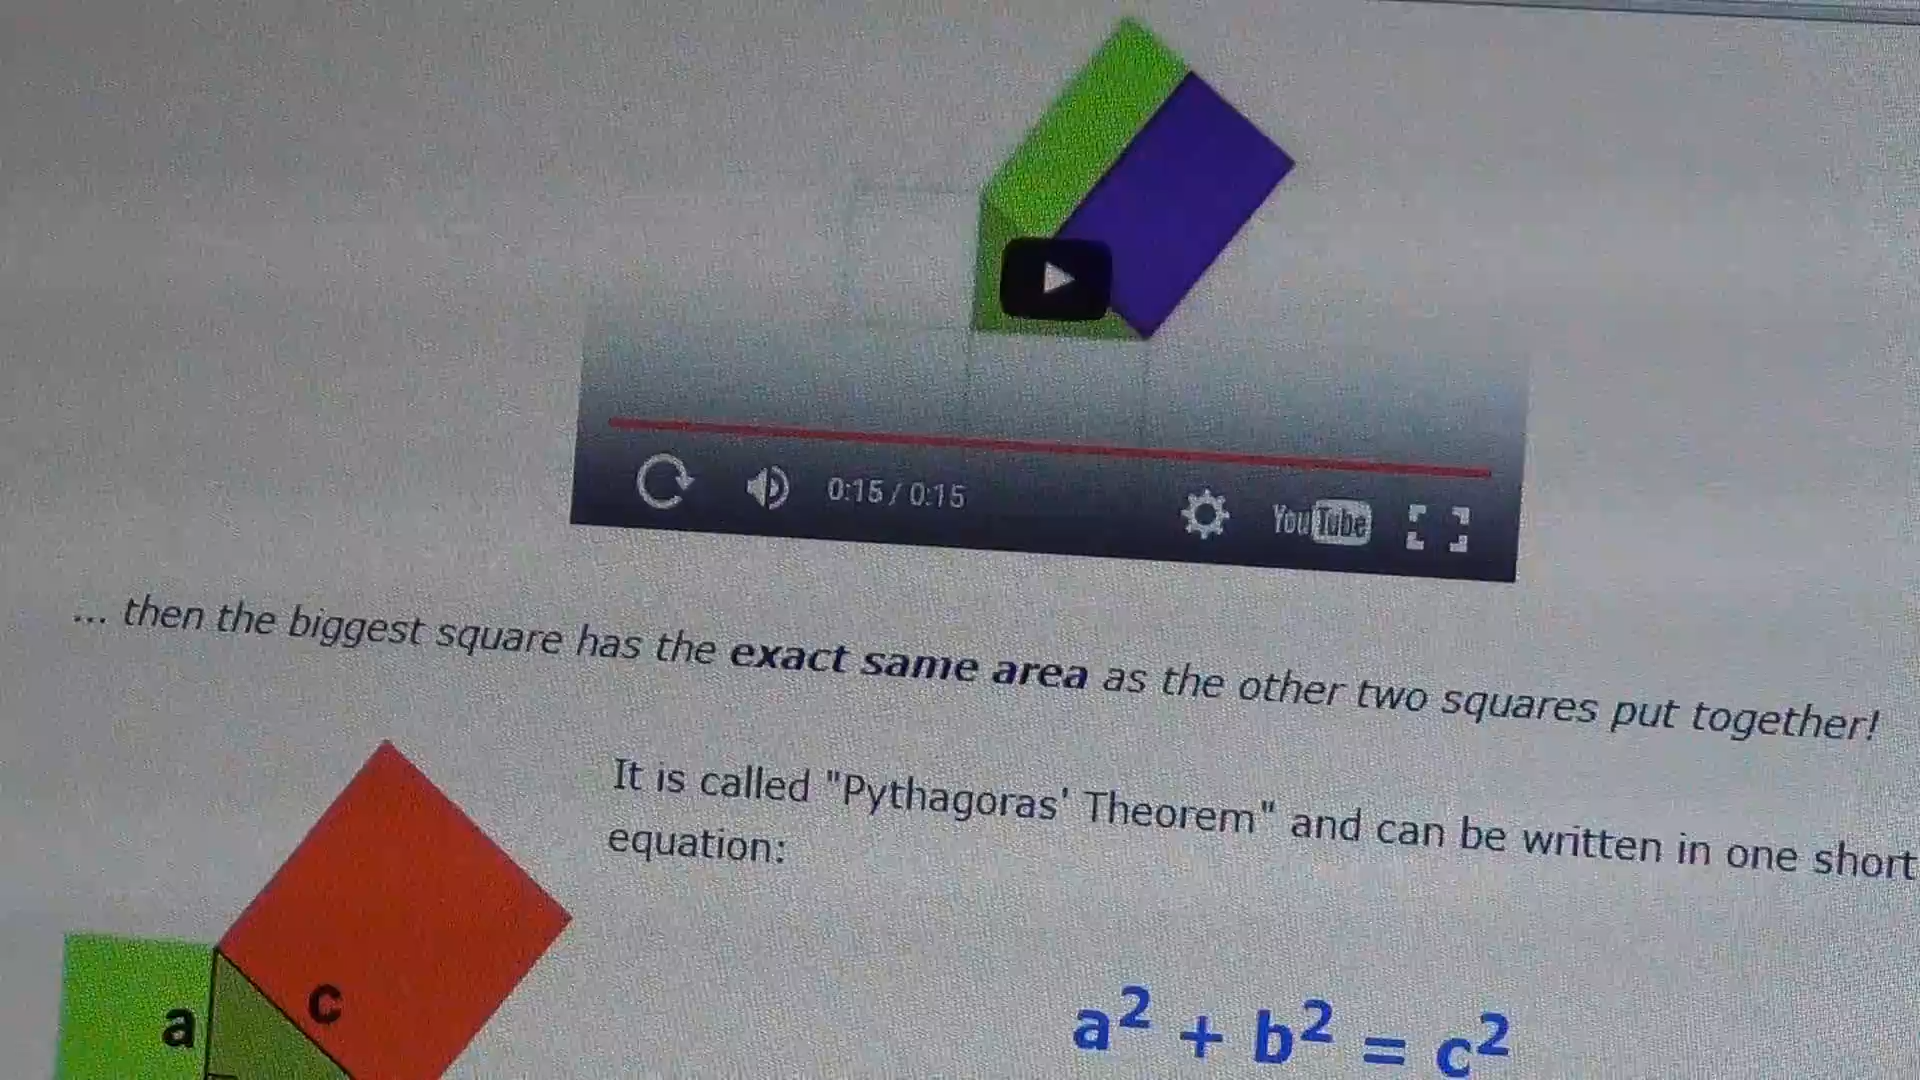 0:15 / 0:15
YouTube
... then the biggest square has the exact same area as the other two squares put together!
It is called "Pythagoras' Theorem" and can be written in one short
equation:
a
c
a² + b² = c²